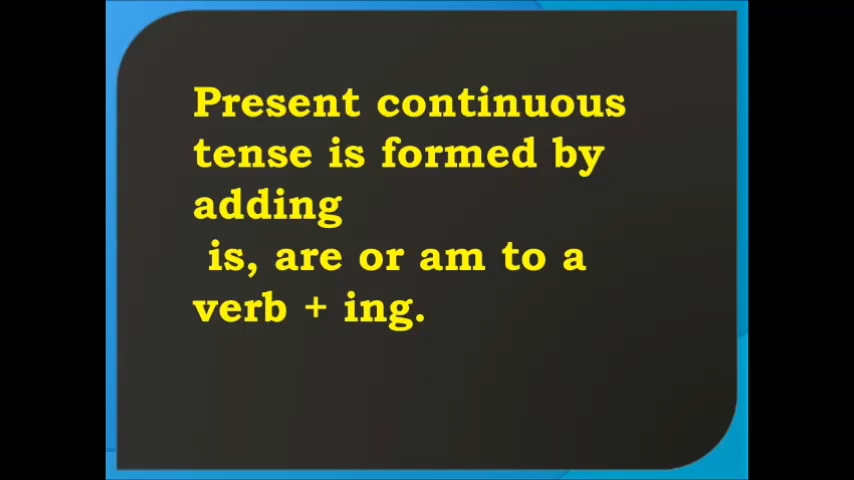 Present continuous
tense is formed by
adding
is, are or am to a
verb + ing.